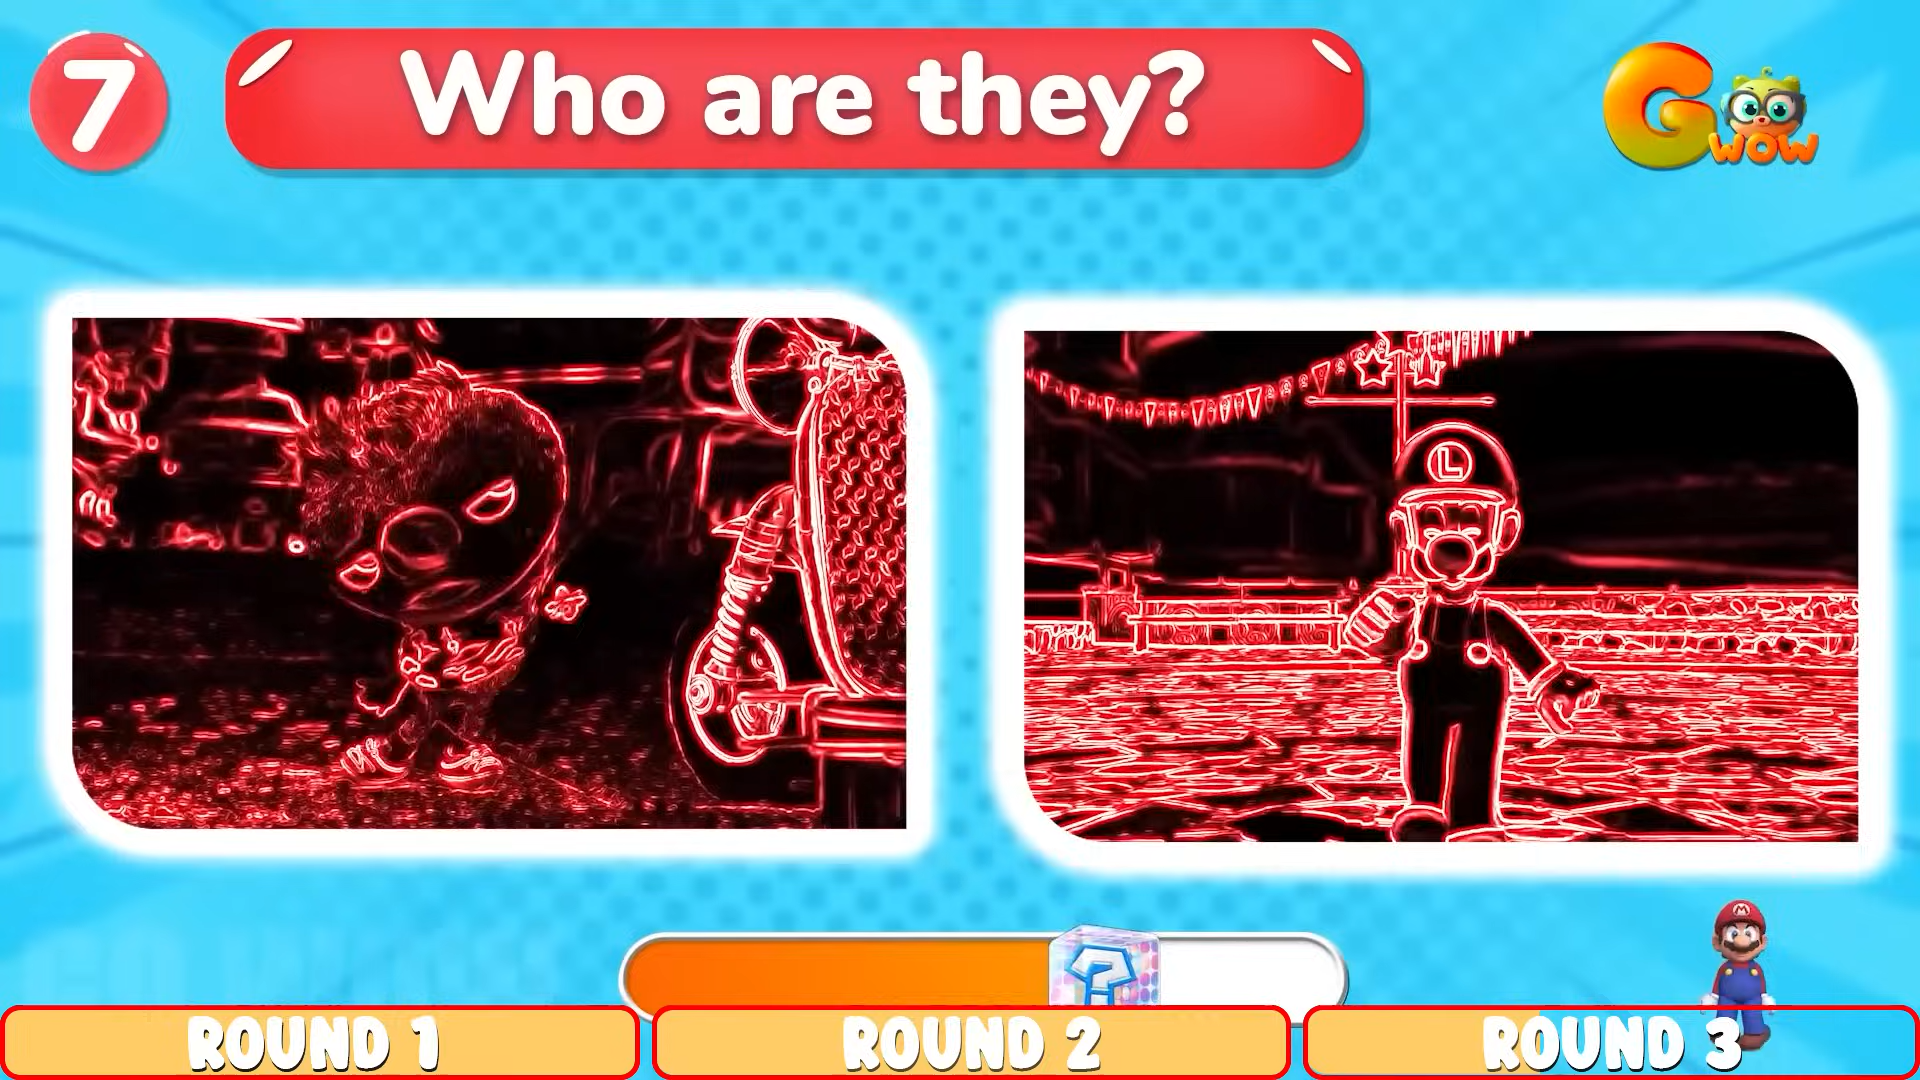 7
Who are they?
G
WOW
L
M
?
ROUND 1
ROUND 2
ROUND 3